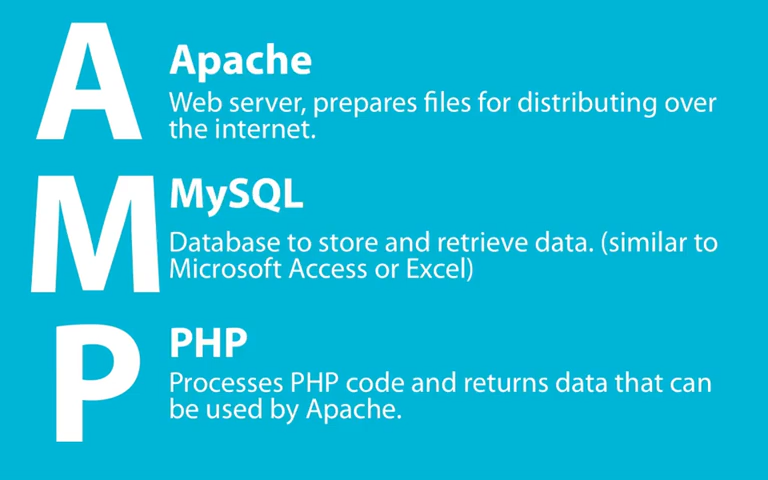 A
Apache
Web server, prepares files for distributing over
the internet.
M
MySQL
Database to store and retrieve data. (similar to
Microsoft Access or Excel)
P
PHP
Processes PHP code and returns data that can
be used by Apache.